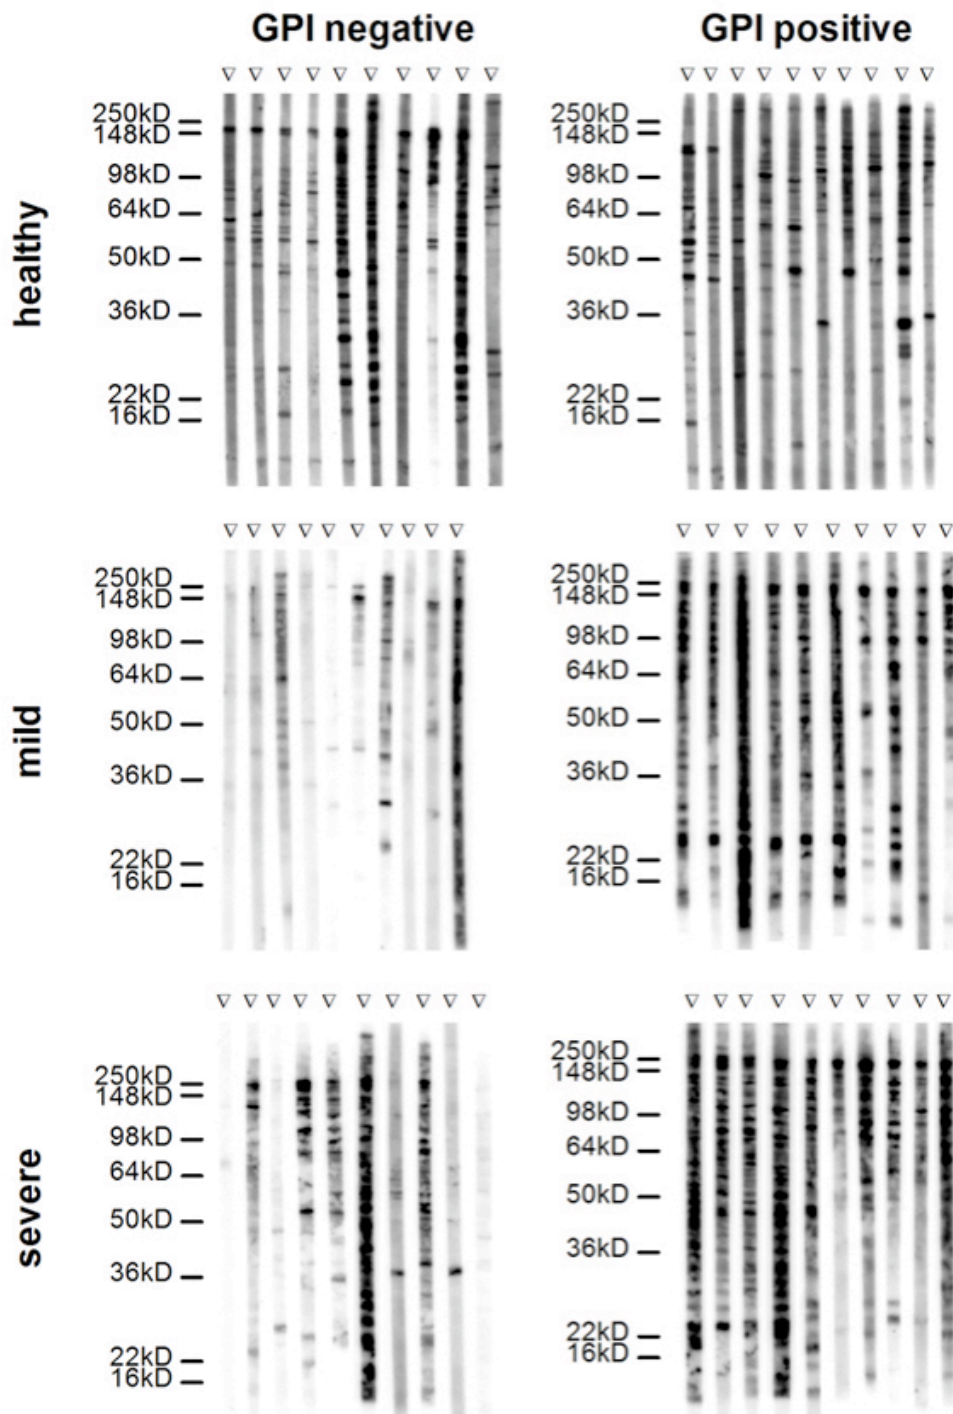 GPI negative
GPI positive
healthy
250kD
148kD
98kD
64kD
50kD
36kD
22kD
16kD
250kD
148kD
98kD
64kD
50kD
36kD
22kD
16kD
mild
250kD
148kD
98kD
64kD
50kD
36kD
22kD
16kD
250kD
148kD
98kD
64kD
50kD
36kD
22kD
16kD
severe
250kD
148kD
98kD
64kD
50kD
36kD
22kD
16kD
250kD
148kD
98kD
64kD
50kD
36kD
22kD
16kD